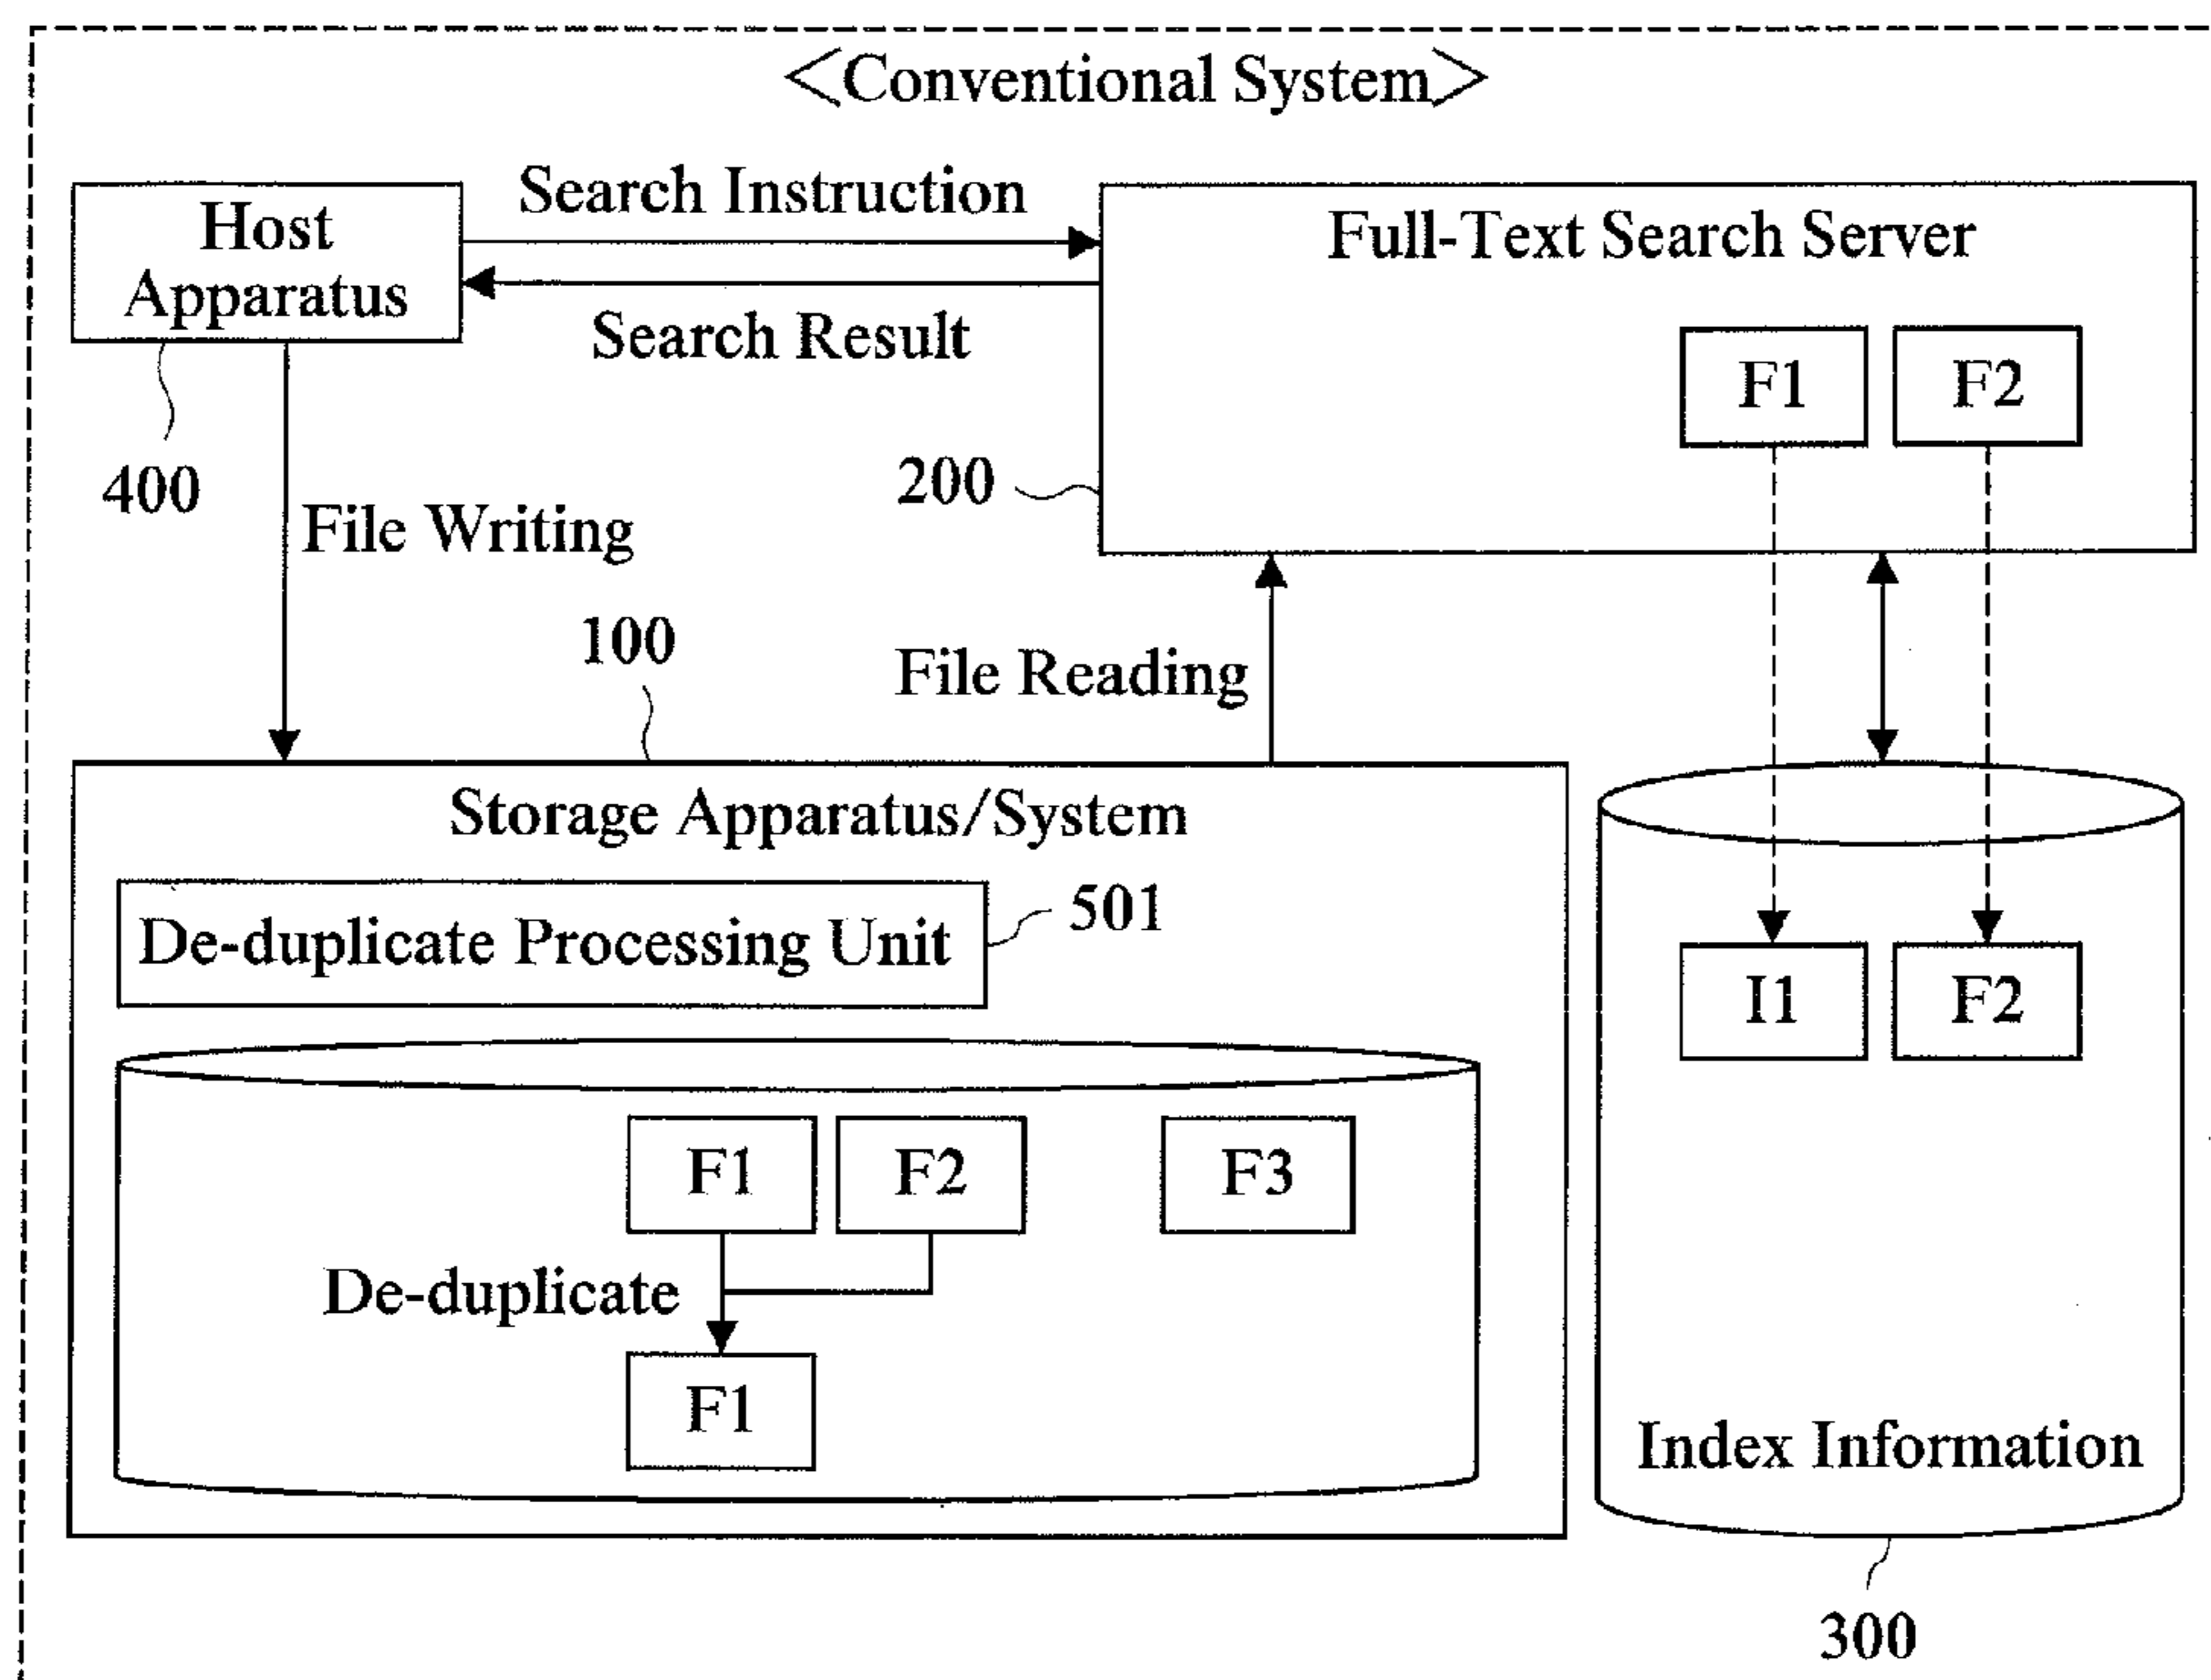 <Conventional System>
Host
Apparatus
Search Instruction
Search Result
Full-Text Search Server
F1
F2
400
200
File Writing
100
File Reading
Storage Apparatus/System
De-duplicate Processing Unit
501
I1
F2
F1
F2
F3
De-duplicate
F1
Index Information
300